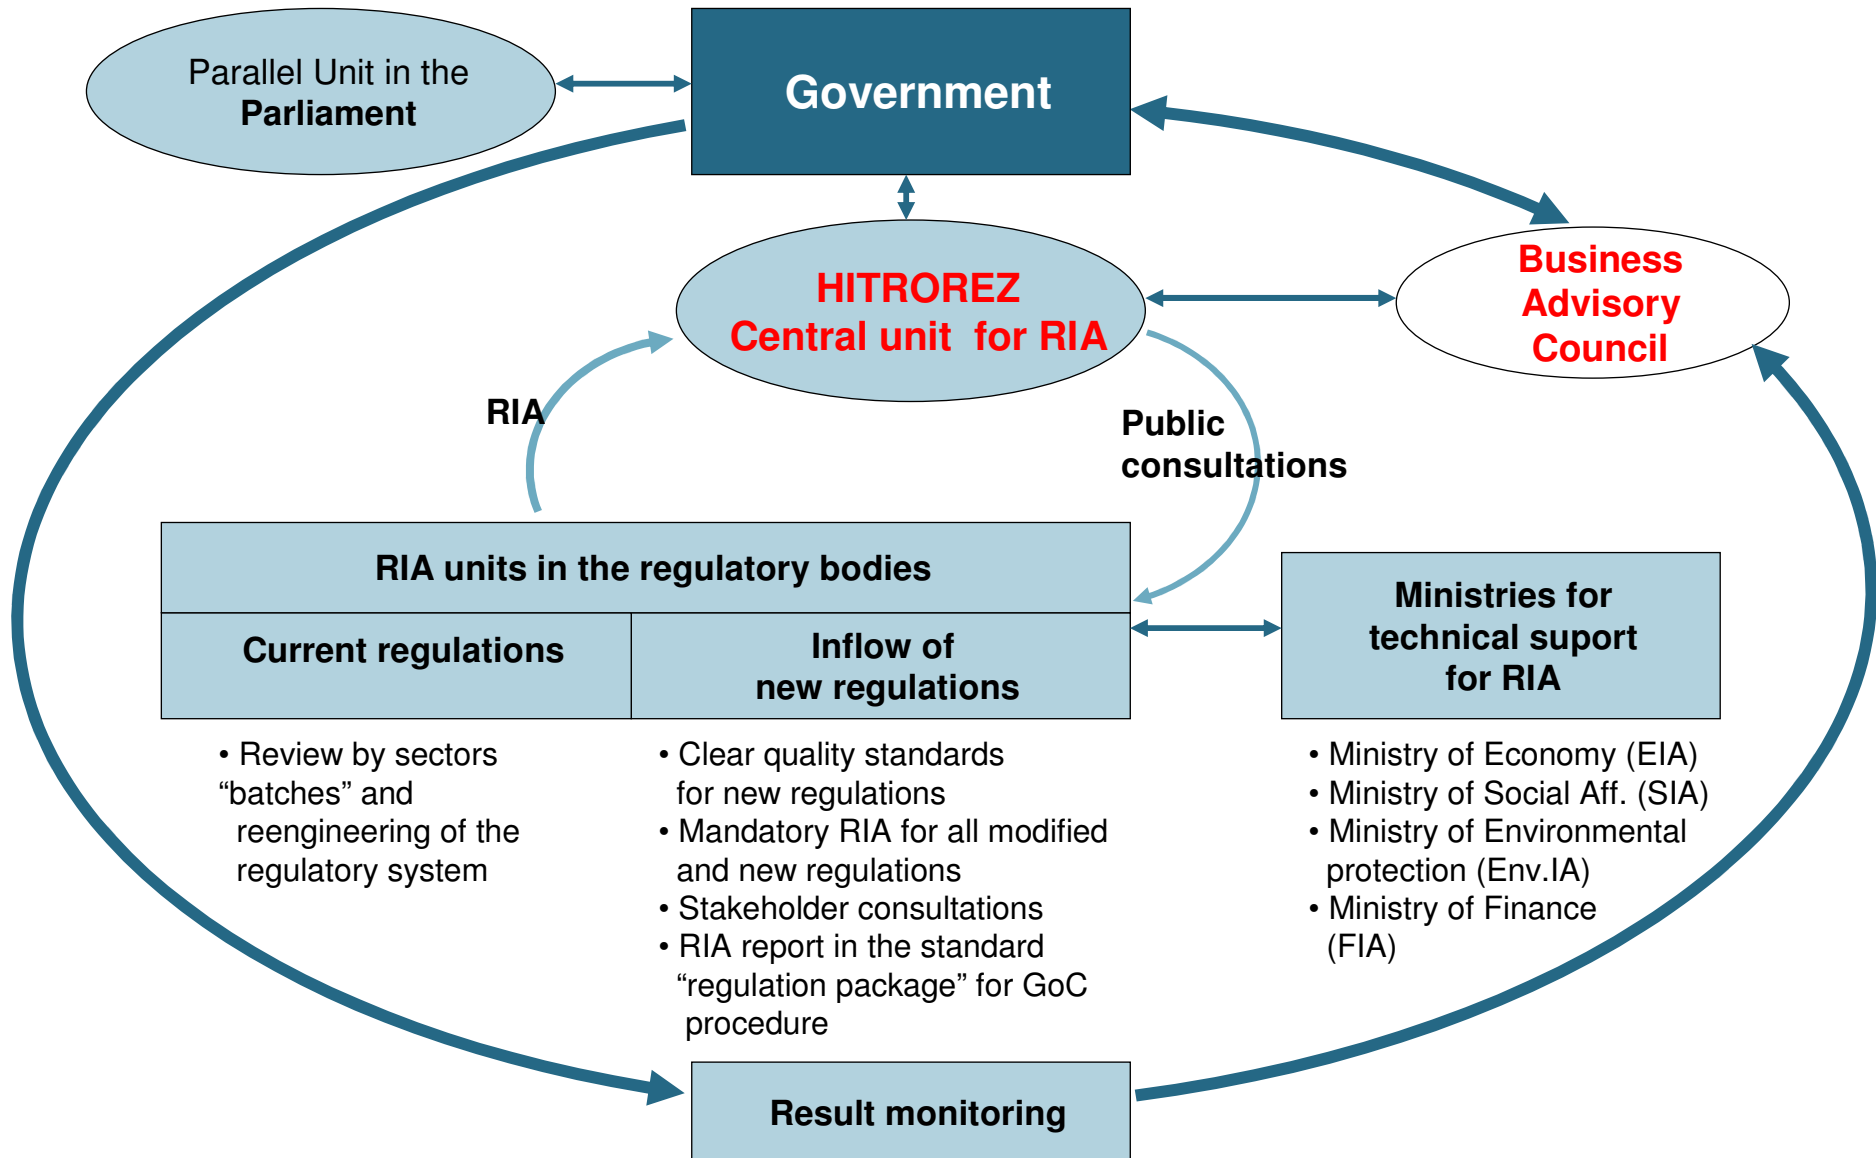 Parallel Unit in the
Parliament
Government
HITROREZ
Central unit for RIA
Business
Advisory
Council
RIA
Public
consultations
RIA units in the regulatory bodies
Current regulations
Inflow of
new regulations
Ministries for
technical suport
for RIA
• Review by sectors
“batches” and
reengineering of the
regulatory system
• Clear quality standards
for new regulations
• Mandatory RIA for all modified
and new regulations
• Stakeholder consultations
• RIA report in the standard
“regulation package” for GoC
procedure
• Ministry of Economy (EIA)
• Ministry of Social Aff. (SIA)
• Ministry of Environmental
protection (Env.IA)
• Ministry of Finance
(FIA)
Result monitoring